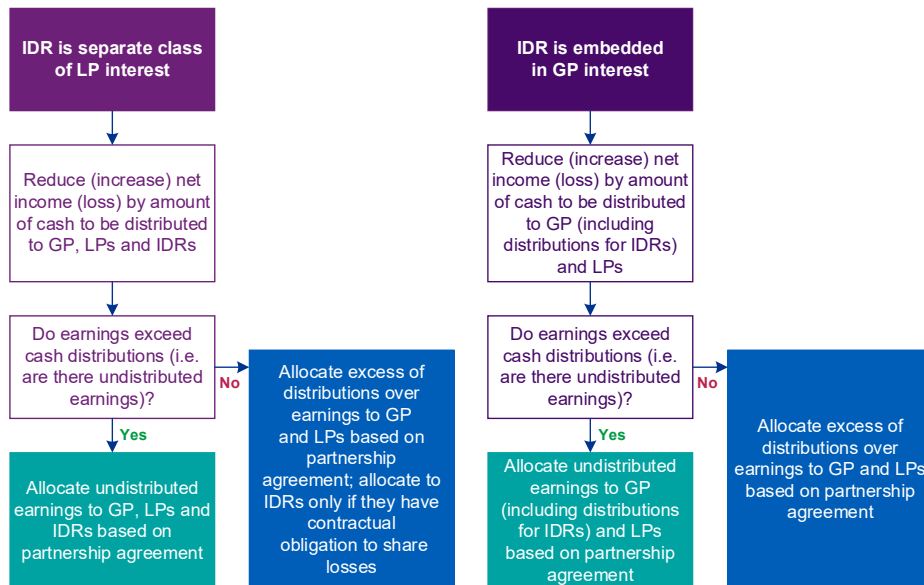 IDR is separate class
of LP interest
Reduce (increase) net
income (loss) by amount
of cash to be distributed
to GP, LPs and IDRs
Do earnings exceed
cash distributions (i.e.
are there undistributed
earnings)?
No
Yes
Allocate excess of
distributions over
earnings to GP
and LPs based on
partnership
agreement; allocate to
IDRs only if they have
contractual
obligation to share
losses
Allocate undistributed
earnings to GP, LPs and
IDRs based on
partnership agreement
IDR is embedded
in GP interest
Reduce (increase) net
income (loss) by amount
of cash to be distributed
to GP (including
distributions for IDRs)
and LPs
Do earnings exceed
cash distributions (i.e.
are there undistributed
earnings)?
No
Yes
Allocate excess of
distributions over
earnings to GP and LPs
based on partnership
agreement
Allocate undistributed
earnings to GP
(including distributions
for IDRs) and LPs
based on partnership
agreement